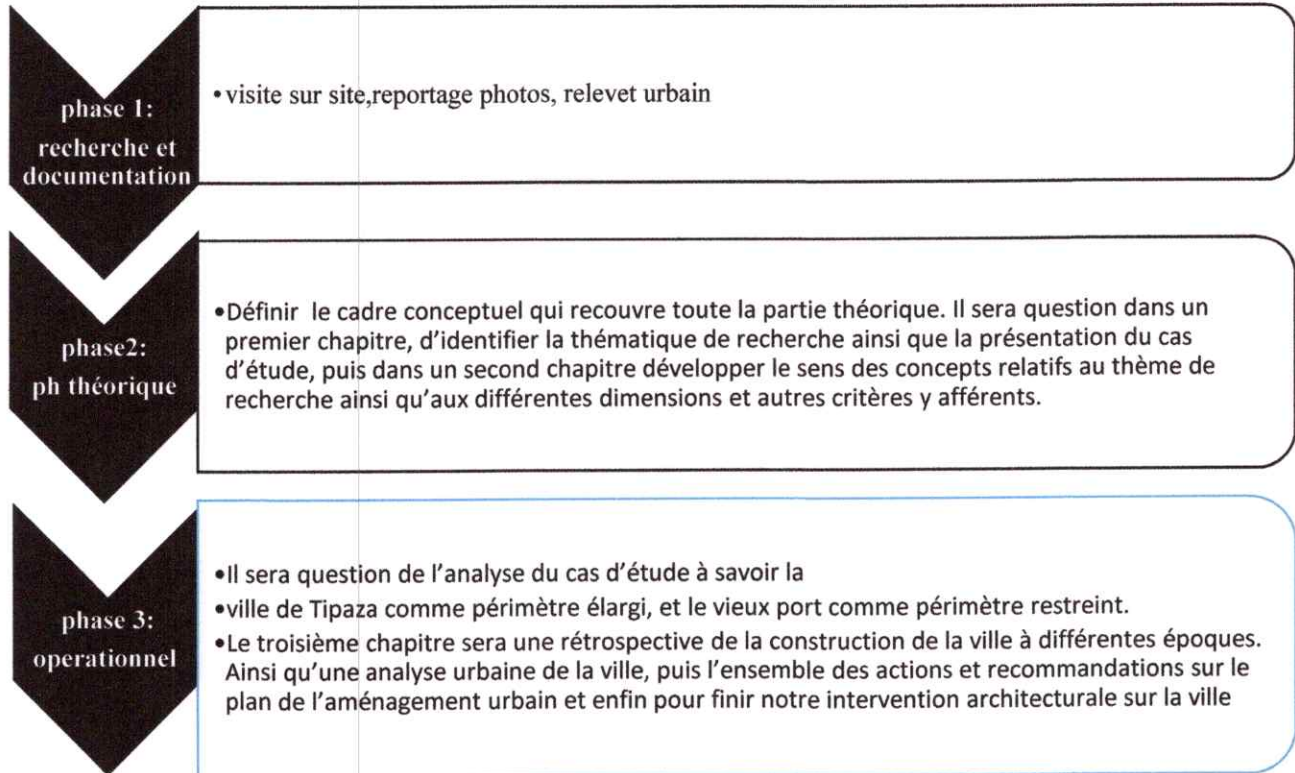 phase 1:
recherche et
documentation
• visite sur site,reportage photos, relevet urbain
phase2:
ph théorique
•Définir le cadre conceptuel qui recouvre toute la partie théorique. Il sera question dans un
premier chapitre, d’identifier la thématique de recherche ainsi que la présentation du cas
d’étude, puis dans un second chapitre développer le sens des concepts relatifs au thème de
recherche ainsi qu’aux différentes dimensions et autres critères y afférents.
phase 3:
operationnel
•Il sera question de l’analyse du cas d’étude à savoir la
•ville de Tipaza comme périmètre élargi, et le vieux port comme périmètre restreint.
•Le troisième chapitre sera une rétrospective de la construction de la ville à différentes époques.
Ainsi qu’une analyse urbaine de la ville, puis l’ensemble des actions et recommandations sur le
plan de l’aménagement urbain et enfin pour finir notre intervention architecturale sur la ville